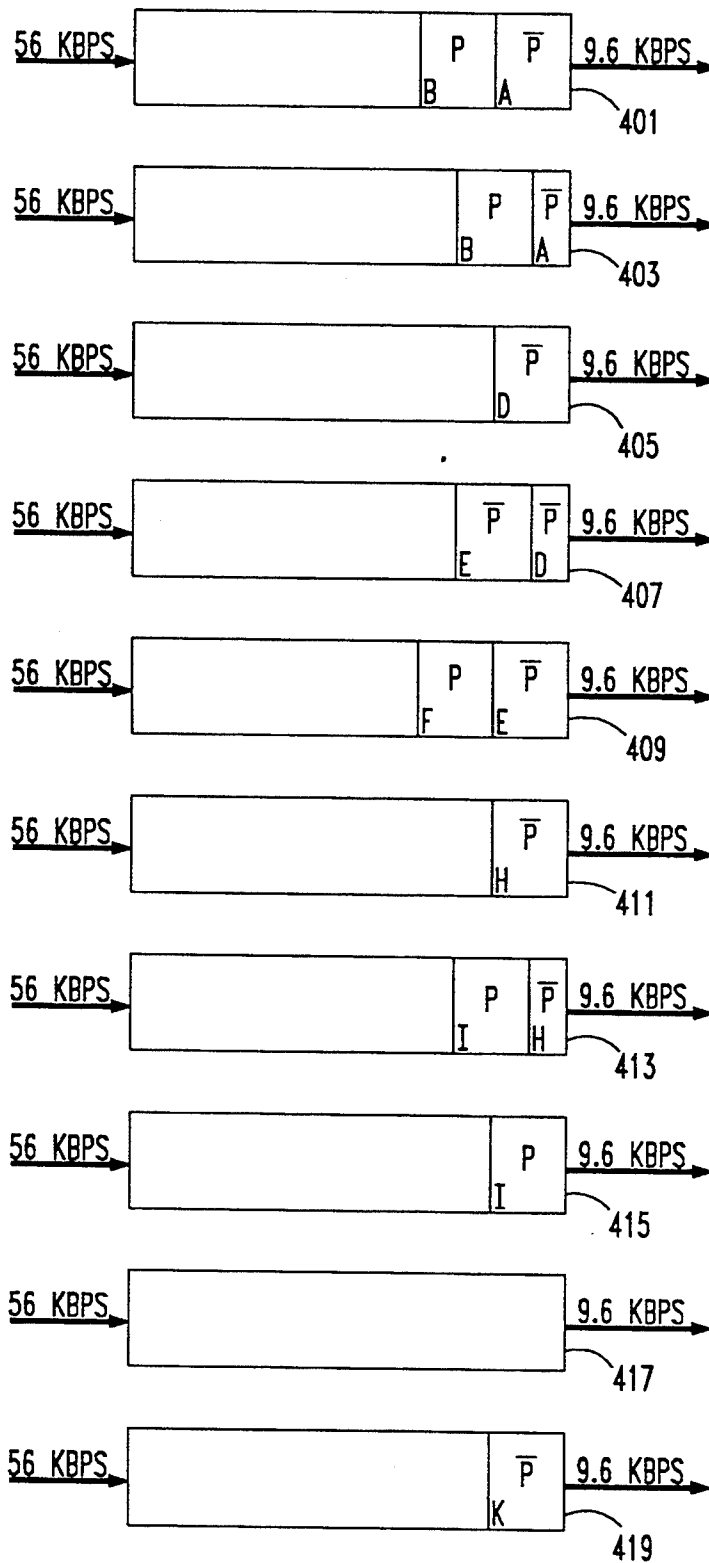 56 KBPS P P̅ 9.6 KBPS
B A
401
56 KBPS P P̅ 9.6 KBPS
B A
403
56 KBPS P̅ 9.6 KBPS
D
405
56 KBPS P̅ P̅ 9.6 KBPS
E D
407
56 KBPS P P̅ 9.6 KBPS
F E
409
56 KBPS P̅ 9.6 KBPS
H
411
56 KBPS P P̅ 9.6 KBPS
I H
413
56 KBPS P 9.6 KBPS
I
415
56 KBPS 9.6 KBPS
417
56 KBPS P̅ 9.6 KBPS
K
419